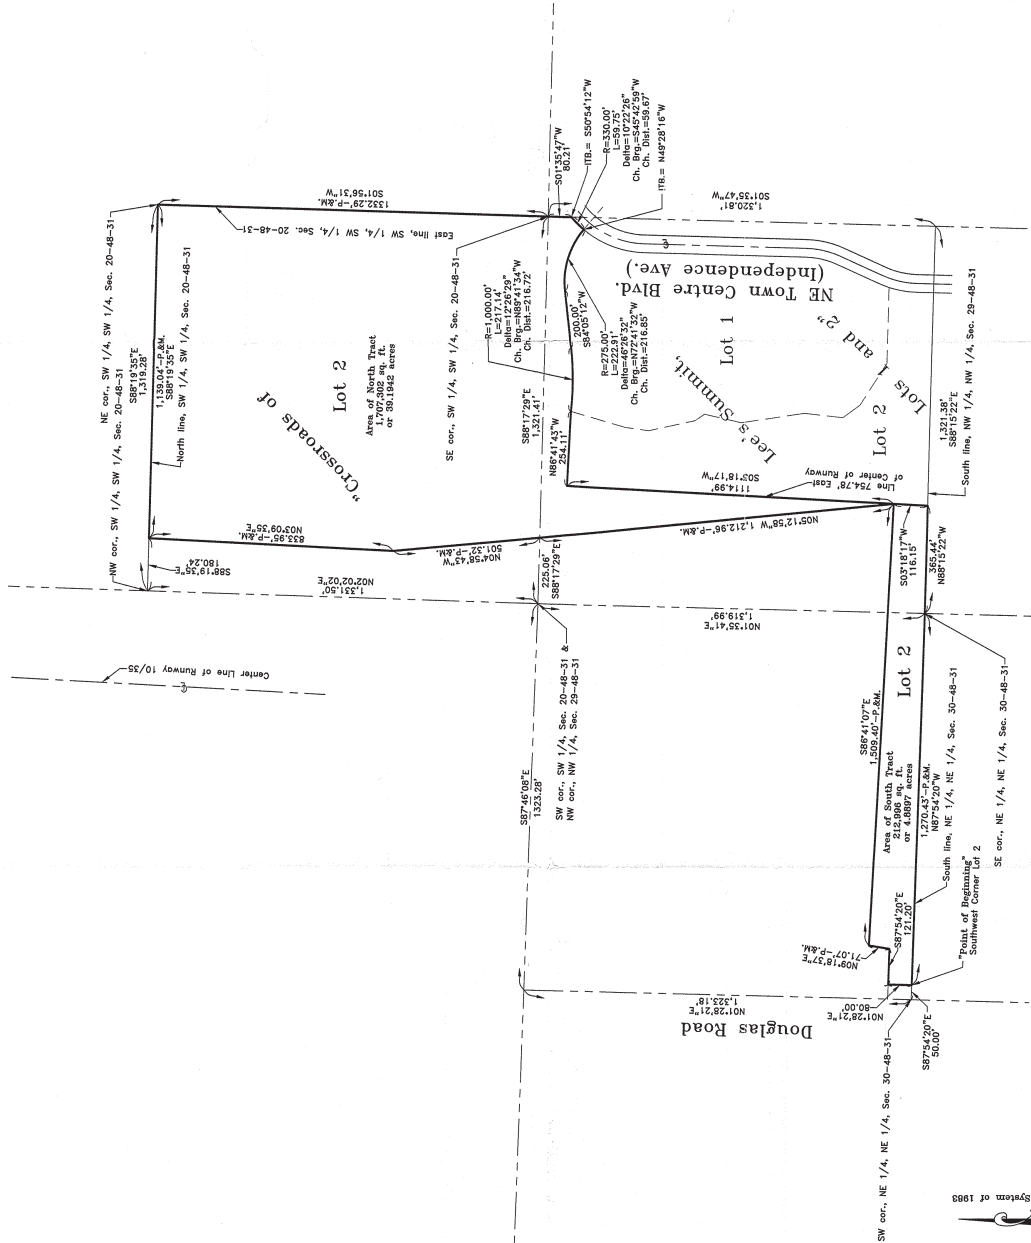 NE cor., SW 1/4, SW 1/4, Sec. 20-48-31
NW cor., SW 1/4, SW 1/4, Sec. 20-48-31
S88°19'35"E
1,319.28'
1,139.04'-P.&M.
S88°19'35"E
North line, SW 1/4, SW 1/4, Sec. 20-48-31
S88°19'35"E
180.24'
1332.29'-P.&M.
S01°56'31"W
East line, SW 1/4, SW 1/4, Sec. 20-48-31
SE cor., SW 1/4, SW 1/4, Sec. 20-48-31
Lot 2
Area of North Tract
1,707,302 sq. ft.
or 39.1942 acres
"Crossroads of
Lee's Summit,
Lots 1
and 2"
N03°09'35"E
833.95'-P.&M.
N04°58'43"W
501.32'-P.&M.
N02°02'02"E
1,331.50'
Center Line of Runway 10/35
S01°35'47"W
80.21'
ITB.= S50°54'12"W
R=330.00'
L=59.75'
Delta=10°22'26"
Ch. Brg.=S45°42'59"W
Ch. Dist.=59.67'
ITB.= N49°28'16"W
R=1,000.00'
L=217.14'
Delta=12°26'29"
Ch. Brg.=N89°41'34"W
Ch. Dist.=216.72'
200.00'
S84°05'12"W
R=275.00'
L=222.91'
Delta=46°26'32"
Ch. Brg.=N72°41'32"W
Ch. Dist.=216.85'
S88°17'29"E
1,321.41'
N86°41'43"W
254.11'
NE Town Centre Blvd.
(Independence Ave.)
1,320.81'
S01°35'47"W
Lot 1
Lot 2
Line 754.78' East
of Center of Runway
1114.99'
S03°18'17"W
N05°12'58"W 1,212.96'-P.&M.
225.06'
S88°17'29"E
N01°35'41"E
1,319.99'
1,321.38'
S88°15'22"E
South line, NW 1/4, NW 1/4, Sec. 29-48-31
S03°18'17"W
116.15'
365.44'
N88°15'22"W
SW cor., SW 1/4, Sec. 20-48-31 &
NW cor., NW 1/4, Sec. 29-48-31
S87°46'08"E
1323.28'
S86°41'07"E
1,509.40'-P.&M.
Lot 2
Area of South Tract
212,996 sq. ft.
or 4.8897 acres
1,270.43'-P.&M.
N87°54'20"W
South line, NE 1/4, NE 1/4, Sec. 30-48-31
SE cor., NE 1/4, NE 1/4, Sec. 30-48-31
N09°18'37"E
71.07'-P.&M.
S87°54'20"E
121.20'
"Point of Beginning"
Southwest Corner Lot 2
N01°28'21"E
80.00'
N01°28'21"E
1,323.18'
Douglas Road
S87°54'20"E
50.00'
SW cor., NE 1/4, NE 1/4, Sec. 30-48-31
System of 1983